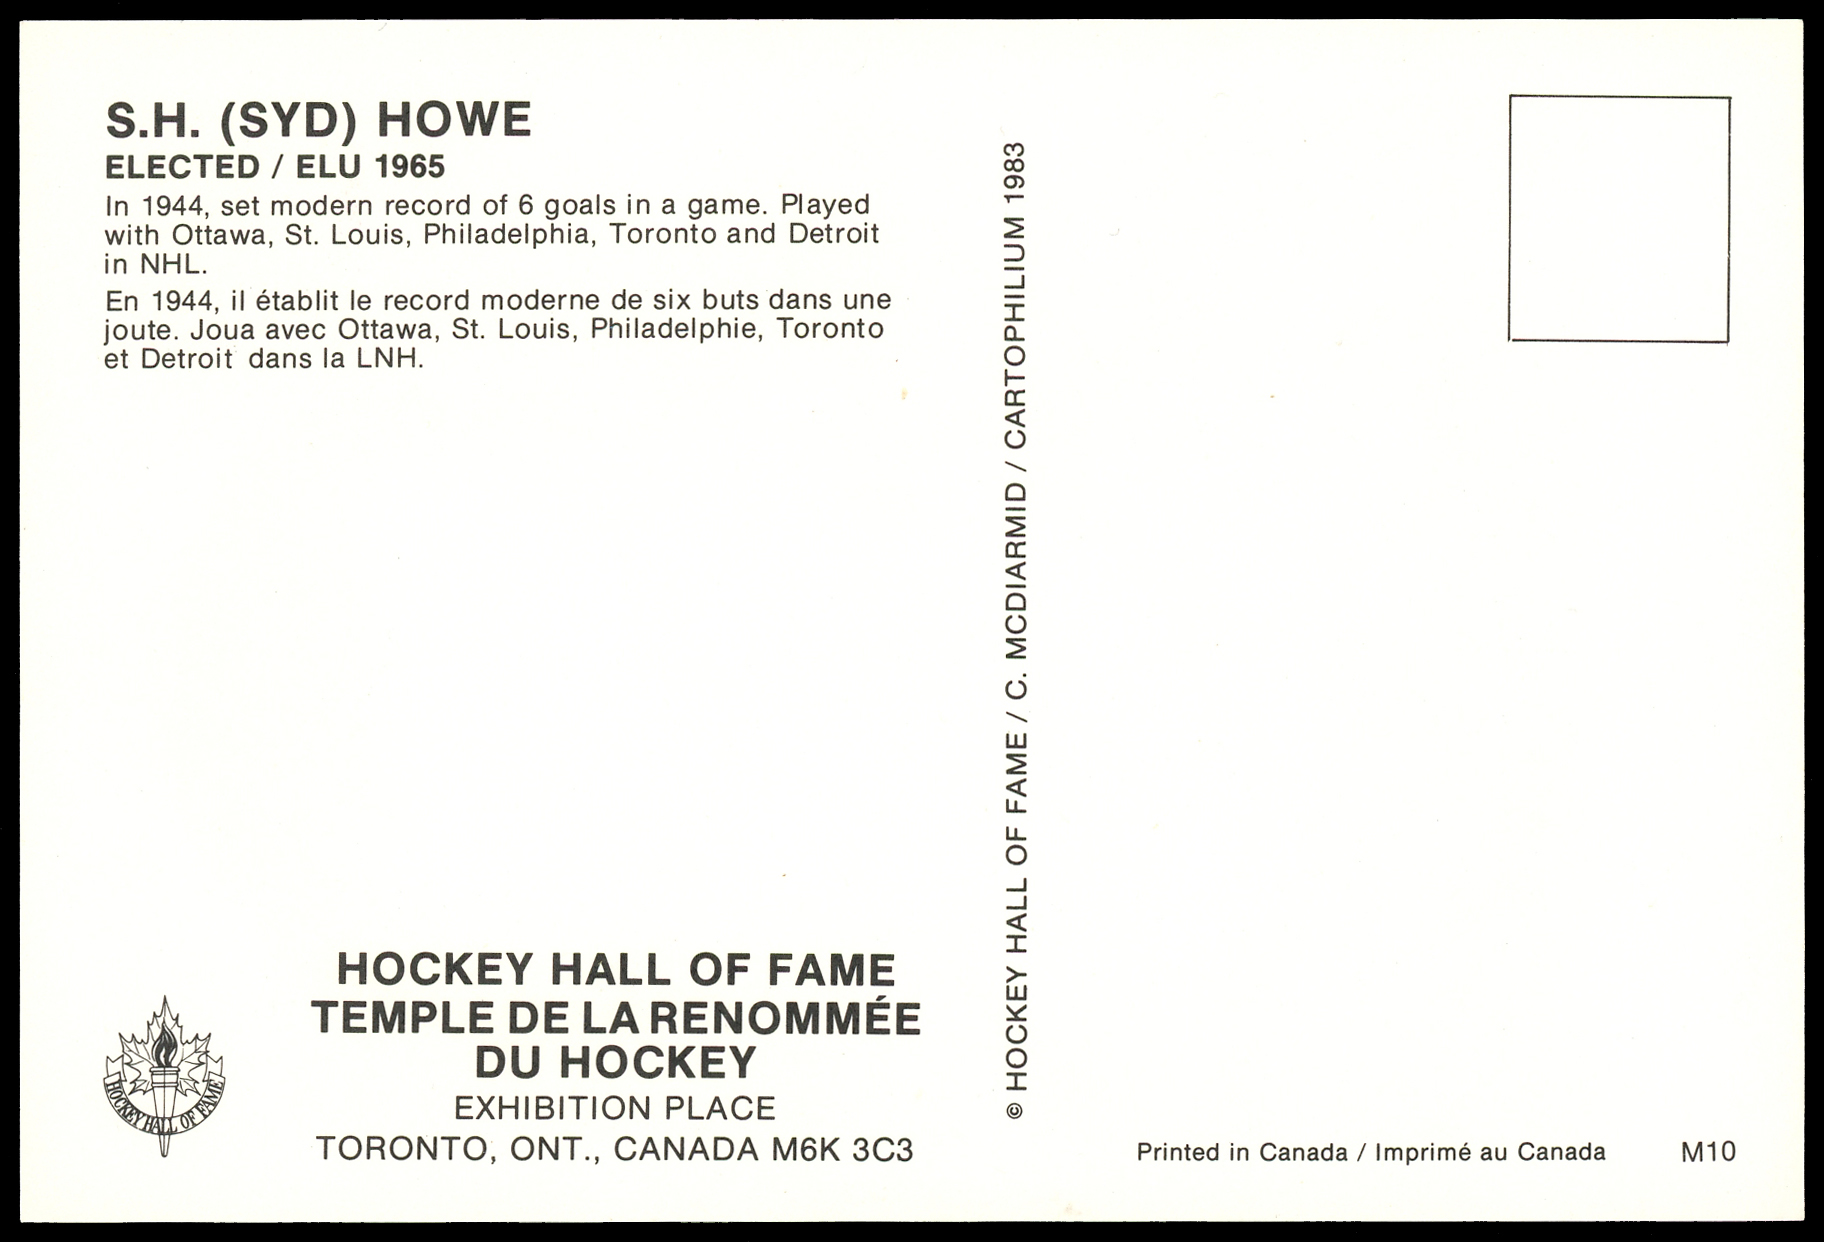 S.H. (SYD) HOWE
ELECTED / ELU 1965
In 1944, set modern record of 6 goals in a game. Played
with Ottawa, St. Louis, Philadelphia, Toronto and Detroit
in NHL.
En 1944, il établit le record moderne de six buts dans une
joute. Joua avec Ottawa, St. Louis, Philadelphie, Toronto
et Detroit dans la LNH.
HOCKEY HALL OF FAME
HOCKEY HALL OF FAME
TEMPLE DE LA RENOMMÉE
DU HOCKEY
EXHIBITION PLACE
TORONTO, ONT., CANADA M6K 3C3
© HOCKEY HALL OF FAME / C. MCDIARMID / CARTOPHILIUM 1983
Printed in Canada / Imprimé au Canada
M10